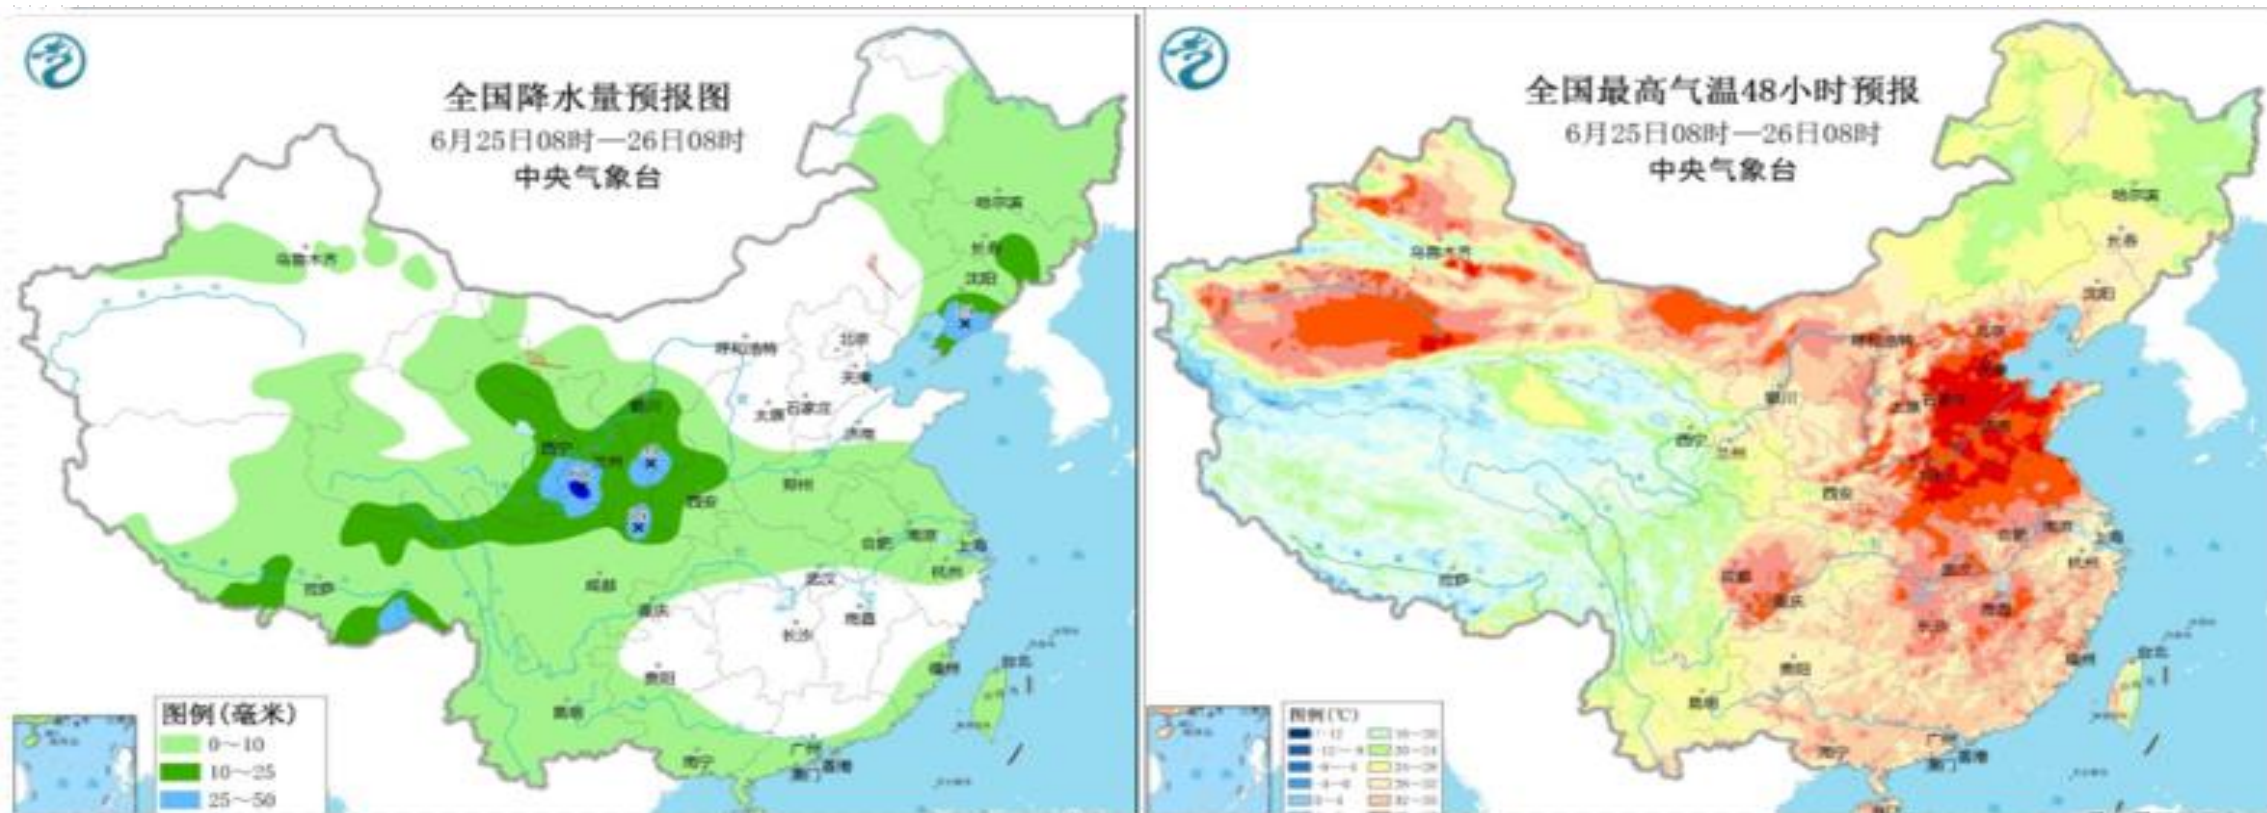 全国降水量预报图
6月25日08时—26日08时
中央气象台
哈尔滨
长春
乌鲁木齐
沈阳
北京
呼和浩特
天津
太原
石家庄
银川
济南
西宁
兰州
郑州
西安
合肥
南京
上海
杭州
成都
武汉
拉萨
重庆
南昌
长沙
贵阳
福州
台北
昆明
广州
香港
澳门
南宁
图例(毫米)
0～10
10～25
25～50
全国最高气温48小时预报
6月25日08时—26日08时
中央气象台
哈尔滨
长春
乌鲁木齐
沈阳
北京
呼和浩特
银川
太原
西宁
兰州
西安
合肥
南京
上海
杭州
成都
拉萨
重庆
南昌
长沙
贵阳
福州
台北
昆明
广州
香港
澳门
南宁
图例(℃)